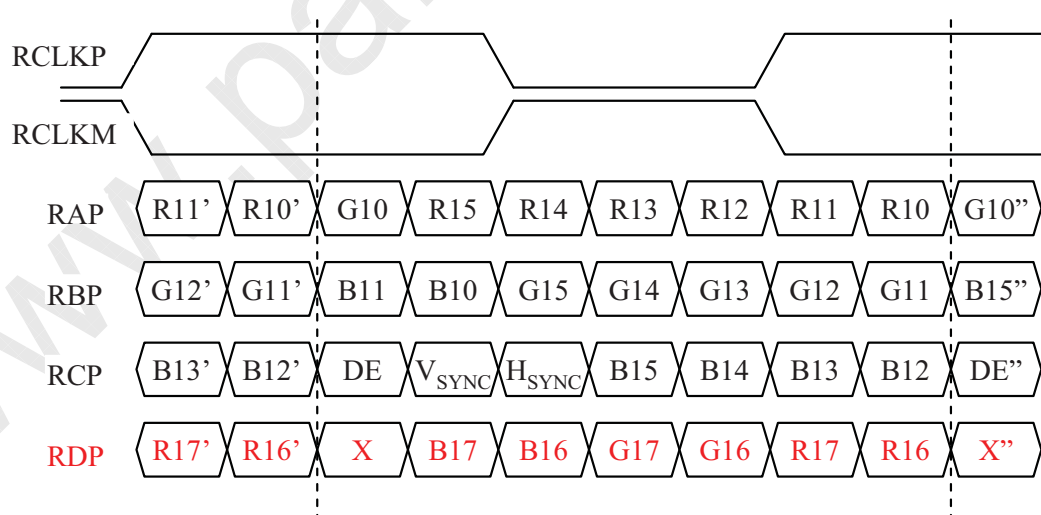 RCLKP
RCLKM
RAP R11’ R10’ G10 R15 R14 R13 R12 R11 R10 G10”
RBP G12’ G11’ B11 B10 G15 G14 G13 G12 G11 B15”
RCP B13’ B12’ DE VSYNC HSYNC B15 B14 B13 B12 DE”
RDP R17’ R16’ X B17 B16 G17 G16 R17 R16 X”
www.pa